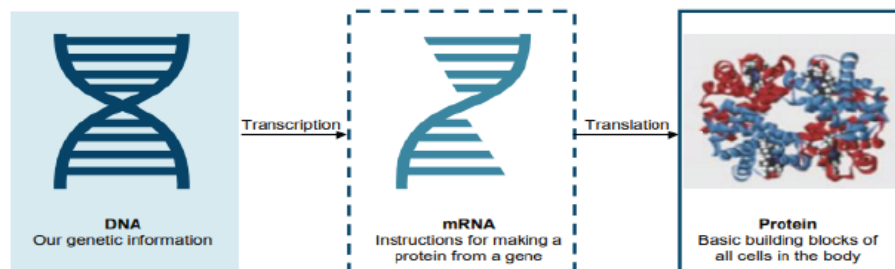 Transcription
Translation
DNA
Our genetic information
mRNA
Instructions for making a
protein from a gene
Protein
Basic building blocks of
all cells in the body